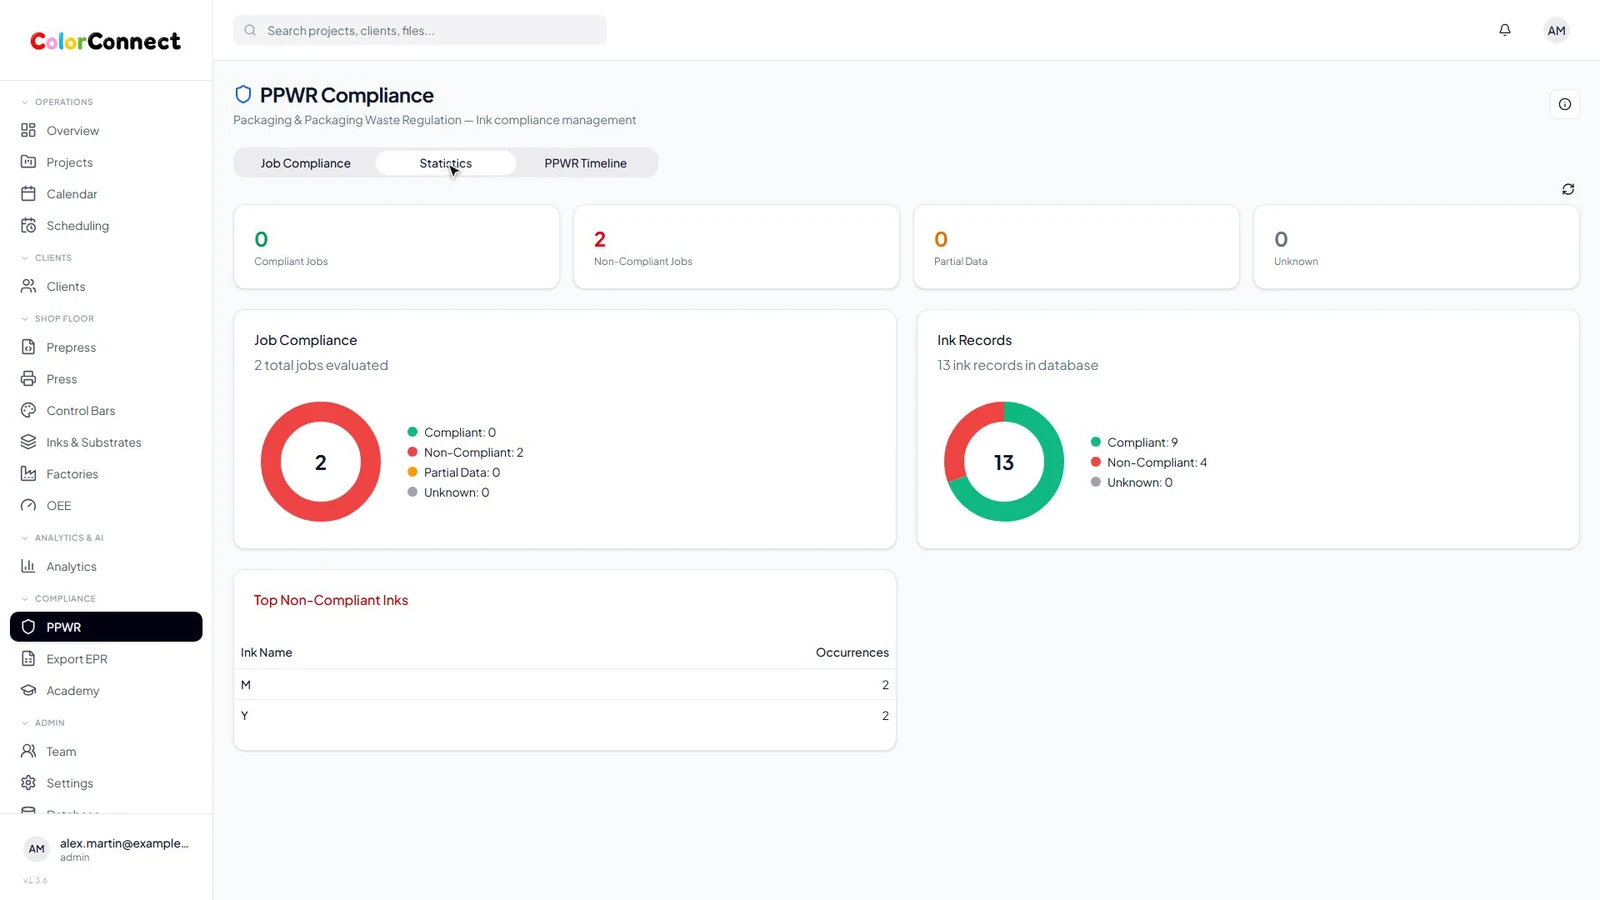 ColorConnect
Search projects, clients, files...
AM
OPERATIONS
Overview
Projects
Calendar
Scheduling
CLIENTS
Clients
SHOP FLOOR
Prepress
Press
Control Bars
Inks & Substrates
Factories
OEE
ANALYTICS & AI
Analytics
COMPLIANCE
PPWR
Export EPR
Academy
ADMIN
Team
Settings
AM
alex.martin@example...
admin
v1.3.6
PPWR Compliance
Packaging & Packaging Waste Regulation — Ink compliance management
Job Compliance
Statistics
PPWR Timeline
0
Compliant Jobs
2
Non-Compliant Jobs
0
Partial Data
0
Unknown
Job Compliance
2 total jobs evaluated
2
Compliant: 0
Non-Compliant: 2
Partial Data: 0
Unknown: 0
Ink Records
13 ink records in database
13
Compliant: 9
Non-Compliant: 4
Unknown: 0
Top Non-Compliant Inks
Ink Name Occurrences
M 2
Y 2